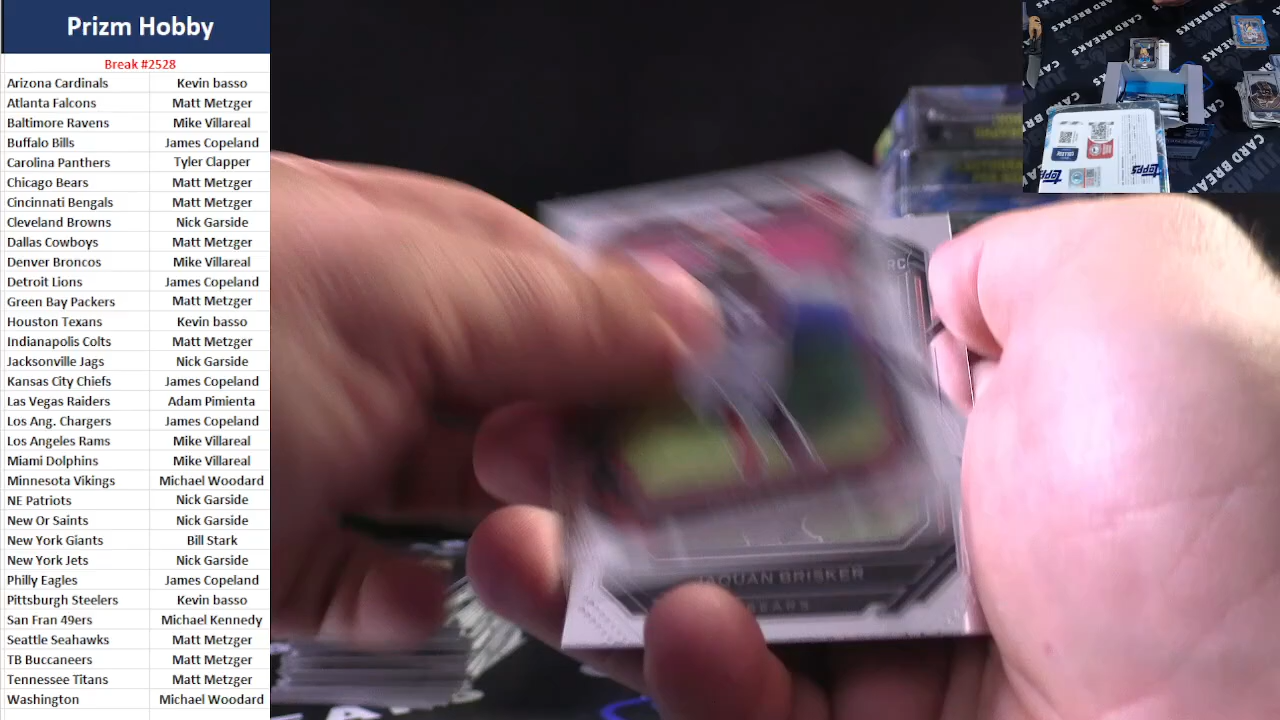 Prizm Hobby
Break #2528
Arizona Cardinals Kevin basso
Atlanta Falcons Matt Metzger
Baltimore Ravens Mike Villareal
Buffalo Bills James Copeland
Carolina Panthers Tyler Clapper
Chicago Bears Matt Metzger
Cincinnati Bengals Matt Metzger
Cleveland Browns Nick Garside
Dallas Cowboys Matt Metzger
Denver Broncos Mike Villareal
Detroit Lions James Copeland
Green Bay Packers Matt Metzger
Houston Texans Kevin basso
Indianapolis Colts Matt Metzger
Jacksonville Jags Nick Garside
Kansas City Chiefs James Copeland
Las Vegas Raiders Adam Pimienta
Los Ang. Chargers James Copeland
Los Angeles Rams Mike Villareal
Miami Dolphins Mike Villareal
Minnesota Vikings Michael Woodard
NE Patriots Nick Garside
New Or Saints Nick Garside
New York Giants Bill Stark
New York Jets Nick Garside
Philly Eagles James Copeland
Pittsburgh Steelers Kevin basso
San Fran 49ers Michael Kennedy
Seattle Seahawks Matt Metzger
TB Buccaneers Matt Metzger
Tennessee Titans Matt Metzger
Washington Michael Woodard
RC
JAQUAN BRISKER
BEARS
CARD BREAKS
CARD BREAKS
topps
topps